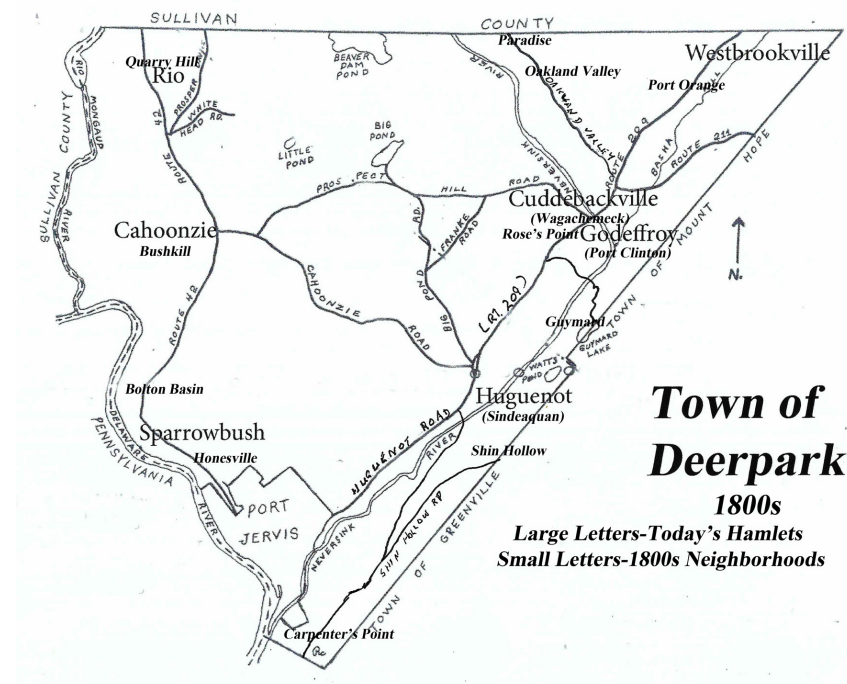 SULLIVAN COUNTY
Paradise
Quarry Hill
Rio
RIO
BEAVER
DAM
POND
RIVER
Oakland Valley
OAKLAND VALLEY
Westbrookville
Port Orange
PROSPER
WHITE
HEAD RD.
42
ROUTE
MONGAUP
RIVER
SULLIVAN COUNTY
LITTLE
POND
BIG
POND
NEVERSINK
ROUTE 209
BASHA
ROUTE 211
PROSPECT HILL ROAD
Cuddebackville
(Wagachemeck)
Rose's Point
Godeffroy
(Port Clinton)
TOWN OF MOUNT HOPE
N.
Cahoonzie
Bushkill
FRANKE
ROAD
BIG POND RD.
CAHOONZIE
ROAD
(RT. 209)
ROUTE 42
Guymard
GUYMARD
LAKE
WATTS'
POND
Huguenot
(Sindeaquan)
Bolton Basin
Sparrowbush
Honesville
DELAWARE
RIVER
PENNSYLVANIA
HUGUENOT ROAD
NEVERSINK
RIVER
Shin Hollow
SHIN HOLLOW RD
TOWN OF GREENVILLE
PORT
JERVIS
Carpenter's Point
Town of
Deerpark
1800s
Large Letters-Today's Hamlets
Small Letters-1800s Neighborhoods